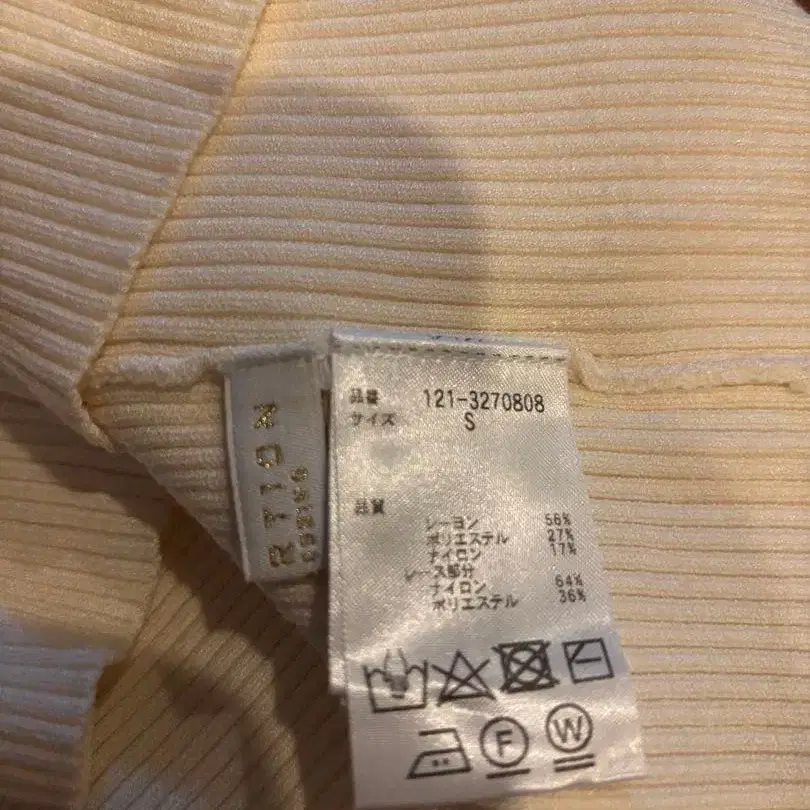 品番 121-3270808
サイズ S
品質
レーヨン 56%
ポリエステル 27%
ナイロン 17%
レース部分
ナイロン 64%
ポリエステル 36%
F
W